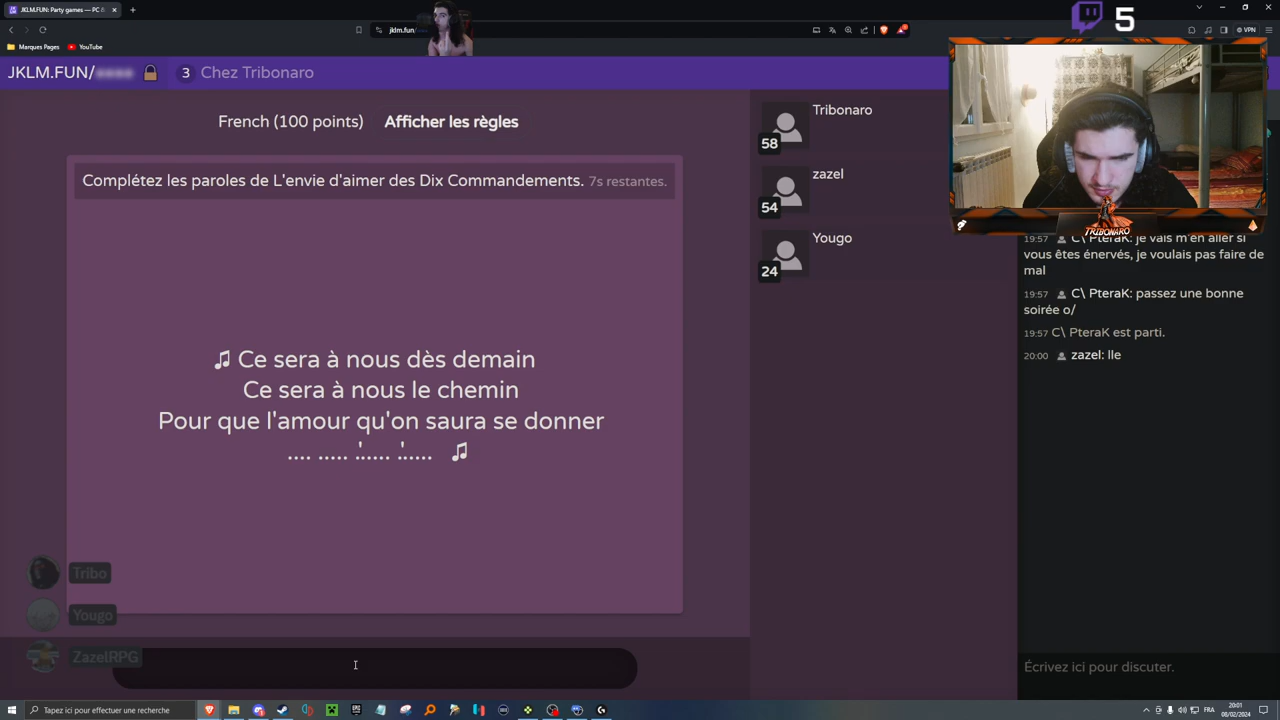 JKLM.FUN: Party games — PC &
jklm.fun/
5
VPN
Marques Pages
YouTube
JKLM.FUN/
3
Chez Tribonaro
French (100 points)
Afficher les règles
Complétez les paroles de L'envie d'aimer des Dix Commandements. 7s restantes.
♫ Ce sera à nous dès demain
Ce sera à nous le chemin
Pour que l'amour qu'on saura se donner
.... ..... '...... '...... ♫
Tribo
Yougo
ZazelRPG
Tribonaro
58
zazel
54
Yougo
24
TRIBONARO
19:57 C\ PteraK: je vais m'en aller si
vous êtes énervés, je voulais pas faire de
mal
19:57 C\ PteraK: passez une bonne
soirée o/
19:57 C\ PteraK est parti.
20:00 zazel: lle
Écrivez ici pour discuter.
Tapez ici pour effectuer une recherche
FRA
20:01
08/02/2024